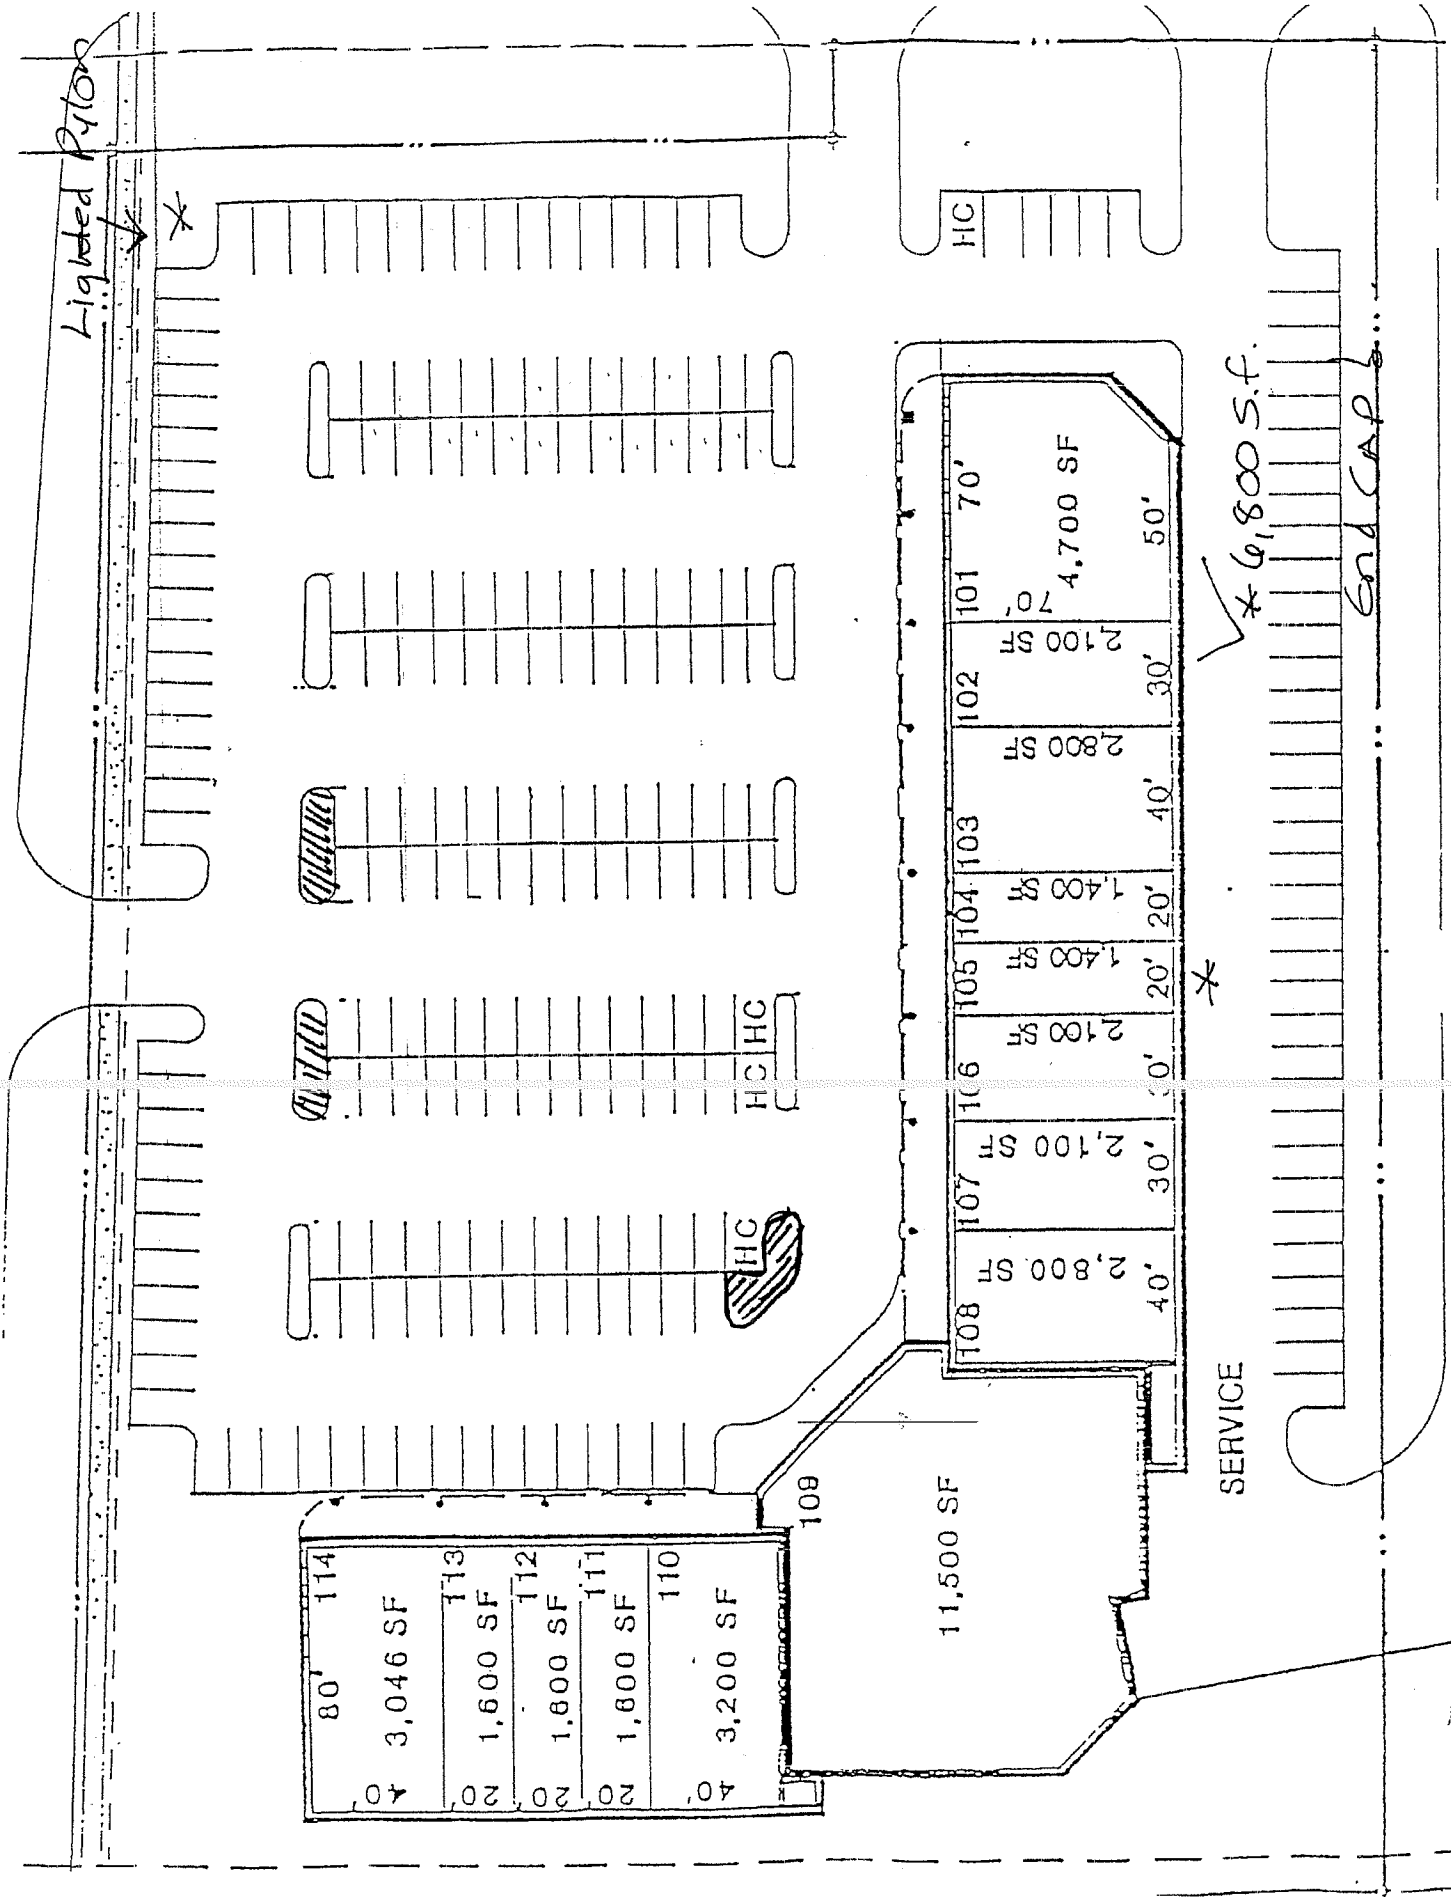 Lighted Pylon
*
HC
70'
4,700 SF
50'
101
70'
* 6,800 S.f.
End CAP
2,100 SF
102
30'
2,800 SF
103
40'
1,400 SF
104
20'
1,400 SF
105
20'
*
2,100 SF
106
30'
2,100 SF
107
30'
2,800 SF
108
40'
HC HC
HC
SERVICE
109
11,500 SF
114
80'
3,046 SF
40'
113
1,600 SF
20'
112
1,600 SF
20'
111
1,600 SF
20'
110
3,200 SF
40'